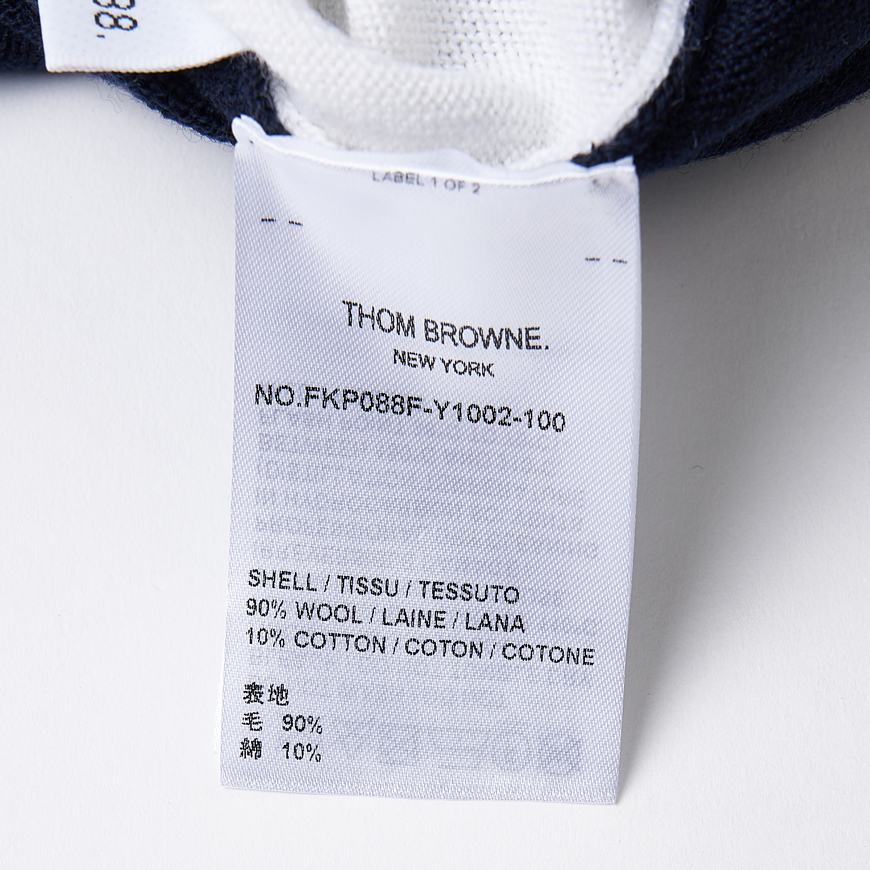 38.
LABEL 1 OF 2
THOM BROWNE.
NEW YORK
NO.FKP088F-Y1002-100
SHELL / TISSU / TESSUTO
90% WOOL / LAINE / LANA
10% COTTON / COTON / COTONE
表地
毛 90%
綿 10%